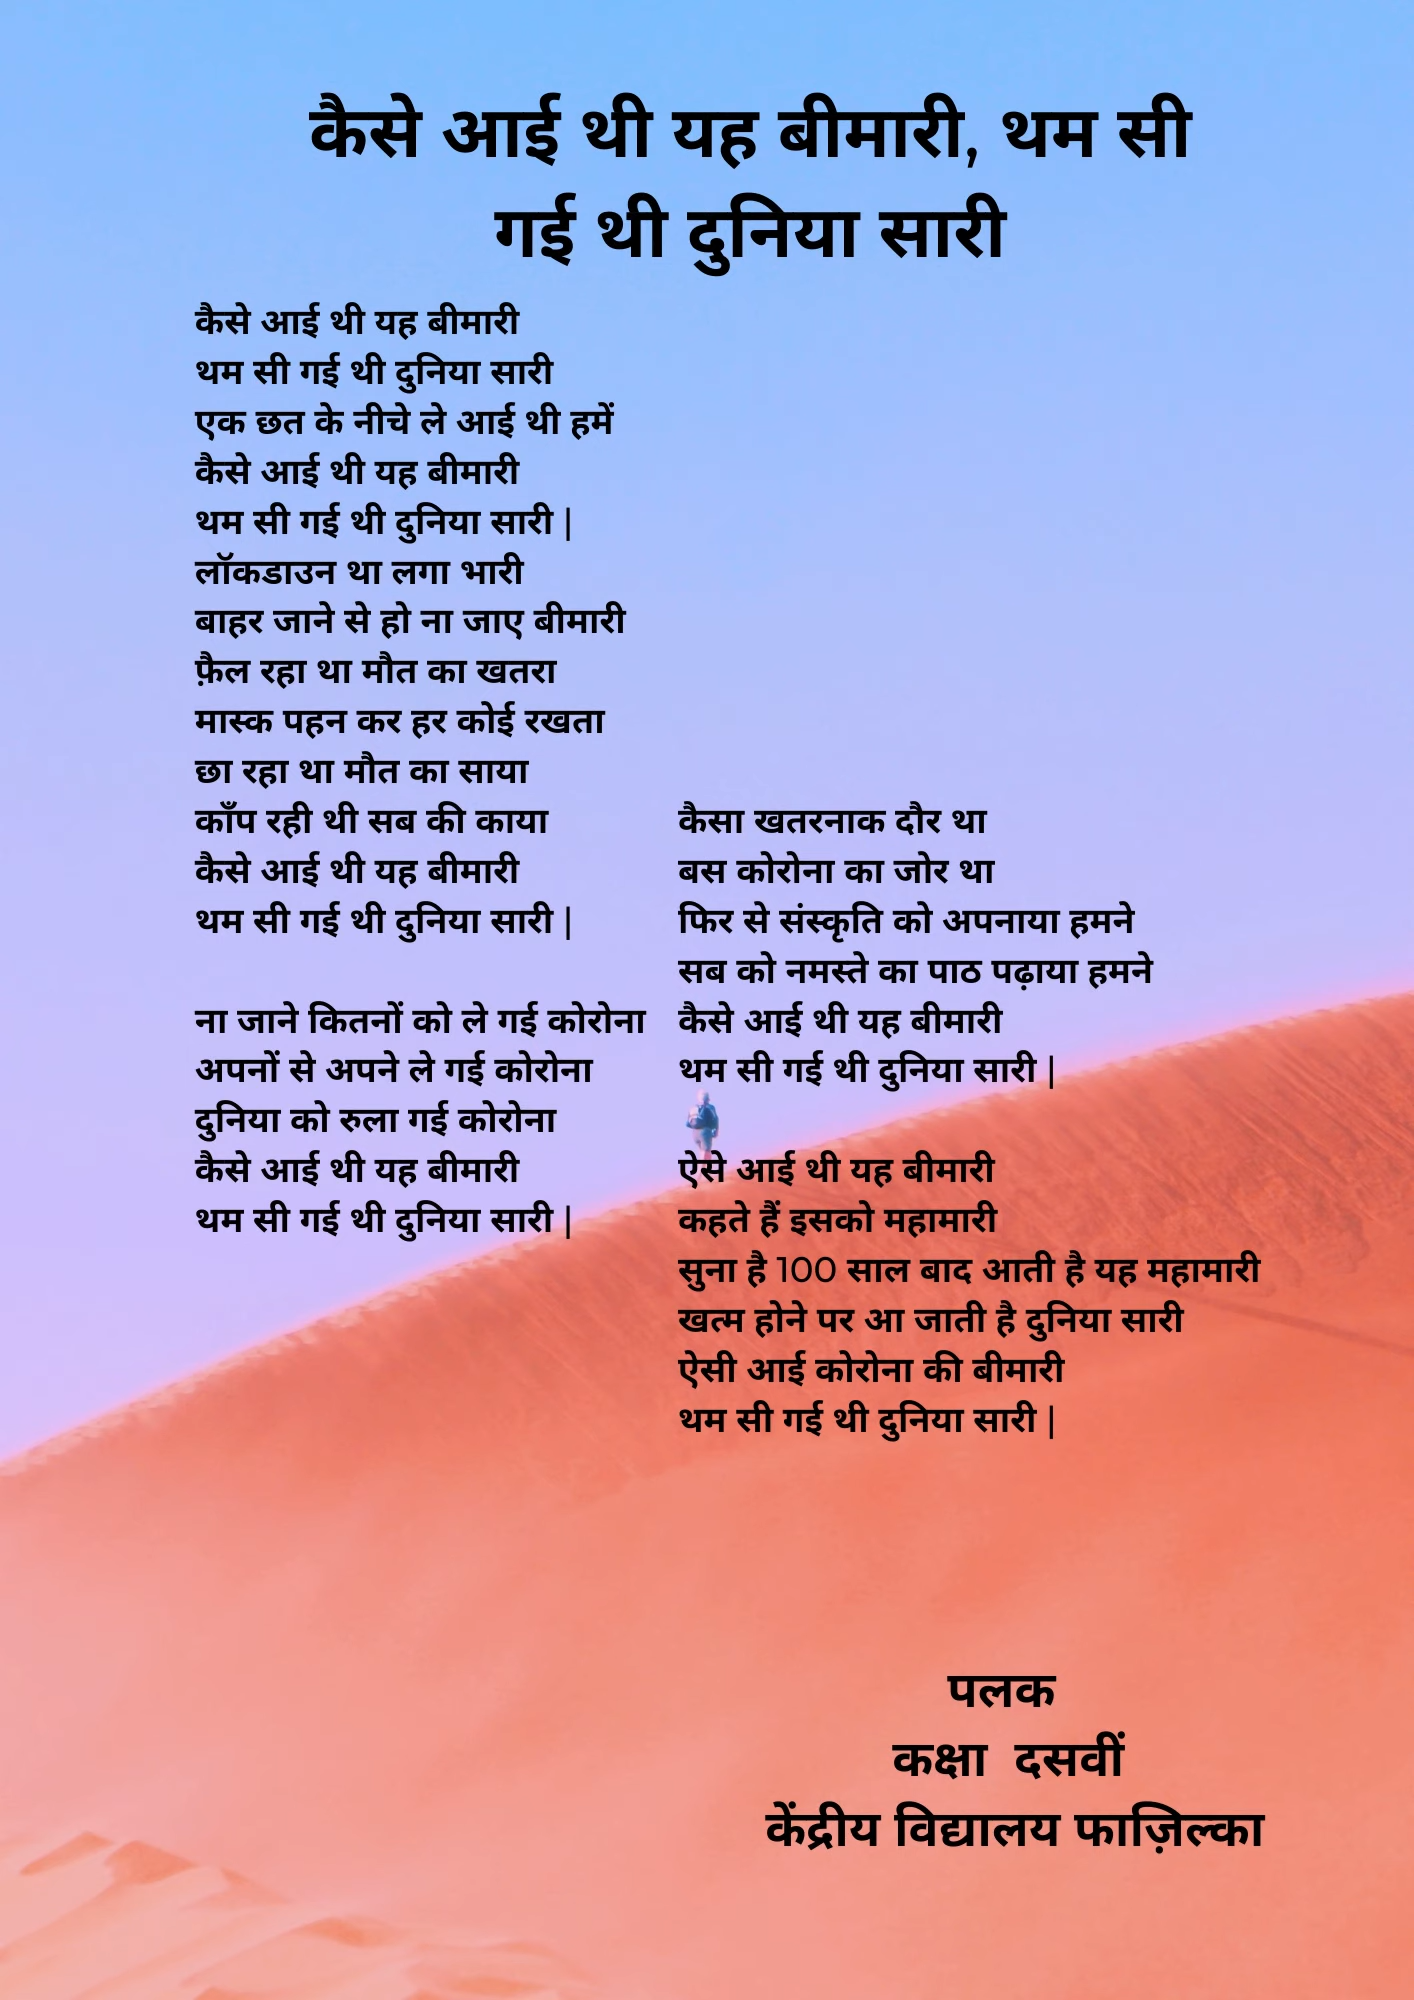 कैसे आई थी यह बीमारी, थम सी
गई थी दुनिया सारी
कैसे आई थी यह बीमारी
थम सी गई थी दुनिया सारी
एक छत के नीचे ले आई थी हमें
कैसे आई थी यह बीमारी
थम सी गई थी दुनिया सारी |
लॉकडाउन था लगा भारी
बाहर जाने से हो ना जाए बीमारी
फ़ैल रहा था मौत का खतरा
मास्क पहन कर हर कोई रखता
छा रहा था मौत का साया
काँप रही थी सब की काया
कैसे आई थी यह बीमारी
थम सी गई थी दुनिया सारी |
ना जाने कितनों को ले गई कोरोना
अपनों से अपने ले गई कोरोना
दुनिया को रुला गई कोरोना
कैसे आई थी यह बीमारी
थम सी गई थी दुनिया सारी |
कैसा खतरनाक दौर था
बस कोरोना का जोर था
फिर से संस्कृति को अपनाया हमने
सब को नमस्ते का पाठ पढ़ाया हमने
कैसे आई थी यह बीमारी
थम सी गई थी दुनिया सारी |
ऐसे आई थी यह बीमारी
कहते हैं इसको महामारी
सुना है 100 साल बाद आती है यह महामारी
खत्म होने पर आ जाती है दुनिया सारी
ऐसी आई कोरोना की बीमारी
थम सी गई थी दुनिया सारी |
पलक
कक्षा दसवीं
केंद्रीय विद्यालय फाज़िल्का